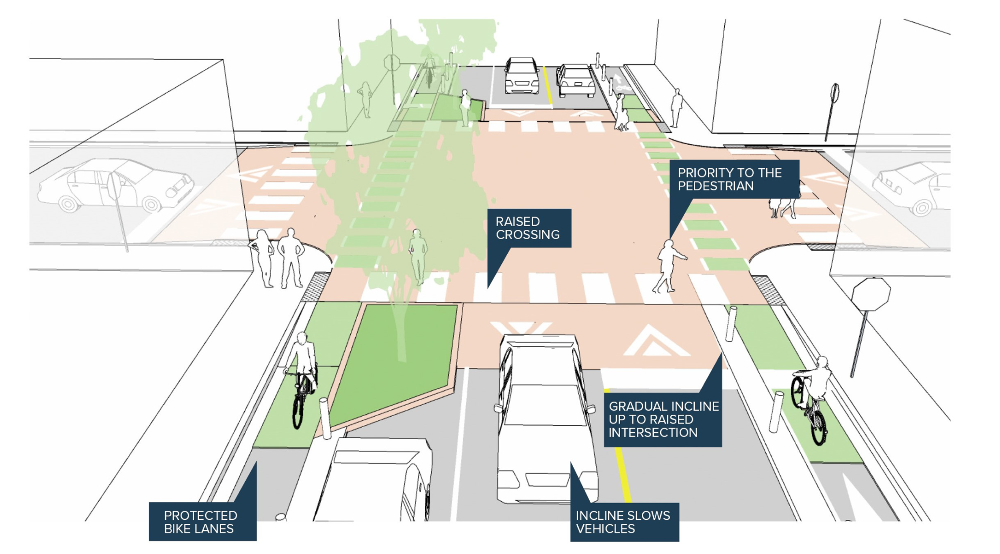 PRIORITY TO THE
PEDESTRIAN
RAISED
CROSSING
GRADUAL INCLINE
UP TO RAISED
INTERSECTION
PROTECTED
BIKE LANES
INCLINE SLOWS
VEHICLES